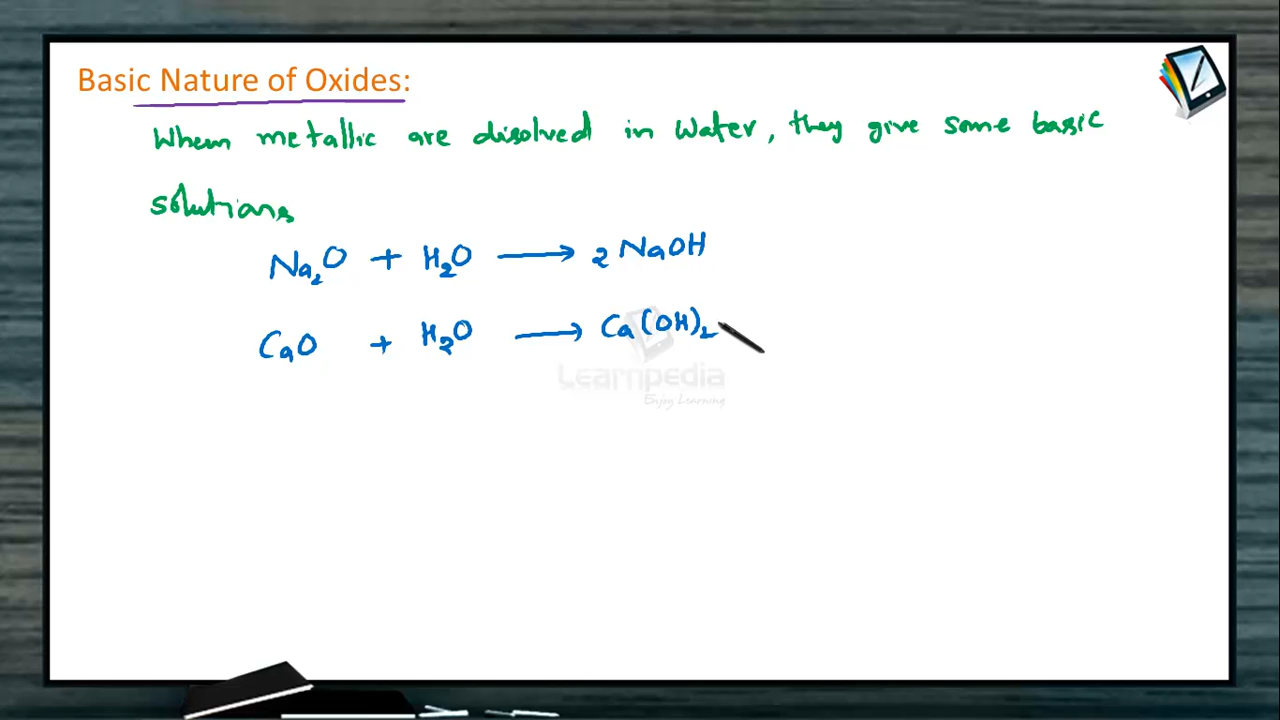 Basic Nature of Oxides:
When metallic are disolved in water, they give some basic
solutions
Na₂O + H₂O → 2 NaOH
CaO + H₂O → Ca(OH)₂
Learnpedia
Enjoy Learning